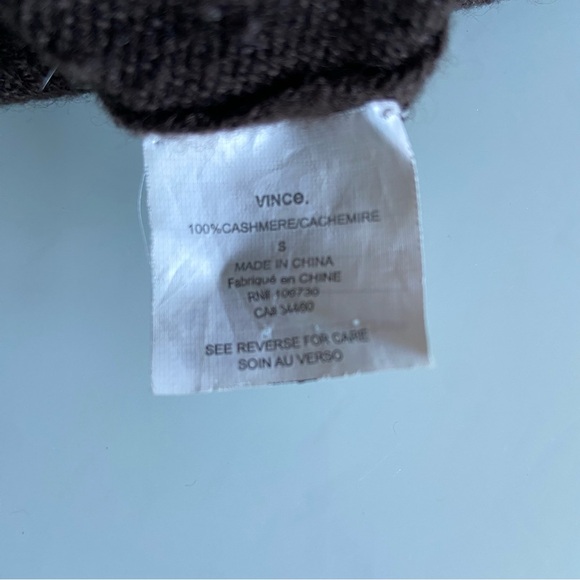 VINCE.
100%CASHMERE/CACHEMIRE
S
MADE IN CHINA
Fabriqué en CHINE
RN# 106730
CA# 34460
SEE REVERSE FOR CARE
SOIN AU VERSO